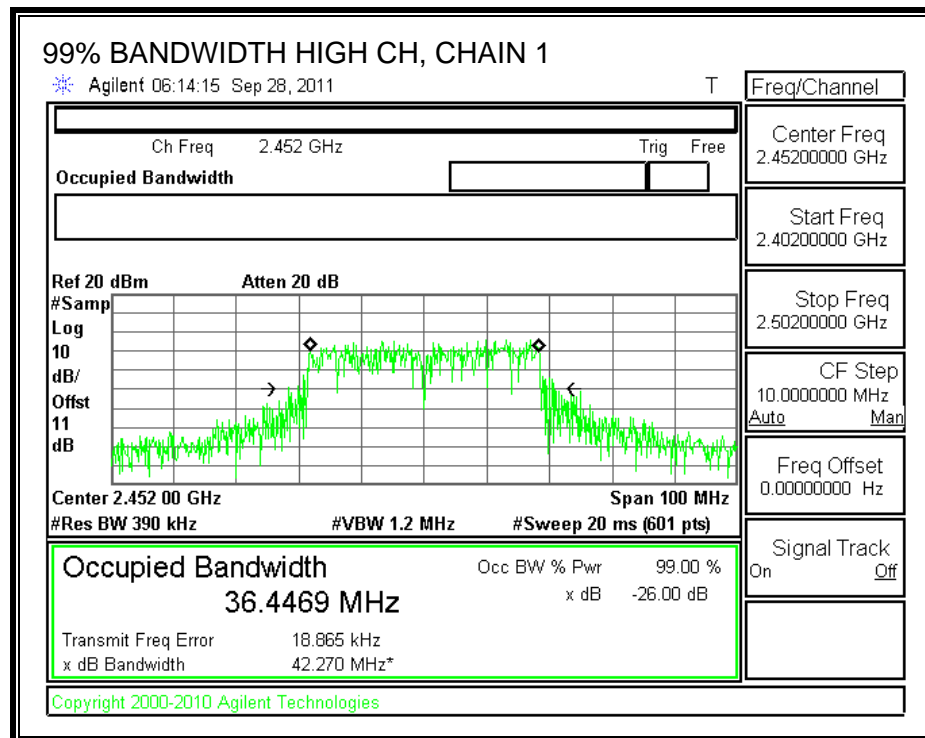 99% BANDWIDTH HIGH CH, CHAIN 1
Agilent 06:14:15 Sep 28, 2011 T
Freq/Channel
Ch Freq 2.452 GHz Trig Free
Occupied Bandwidth
Center Freq
2.45200000 GHz
Start Freq
2.40200000 GHz
Stop Freq
2.50200000 GHz
CF Step
10.0000000 MHz
Auto Man
Freq Offset
0.00000000 Hz
Signal Track
On Off
Ref 20 dBm Atten 20 dB
#Samp
Log
10
dB/
Offst
11
dB
Center 2.452 00 GHz Span 100 MHz
#Res BW 390 kHz #VBW 1.2 MHz #Sweep 20 ms (601 pts)
Occupied Bandwidth Occ BW % Pwr 99.00 %
36.4469 MHz x dB -26.00 dB
Transmit Freq Error 18.865 kHz
x dB Bandwidth 42.270 MHz*
Copyright 2000-2010 Agilent Technologies